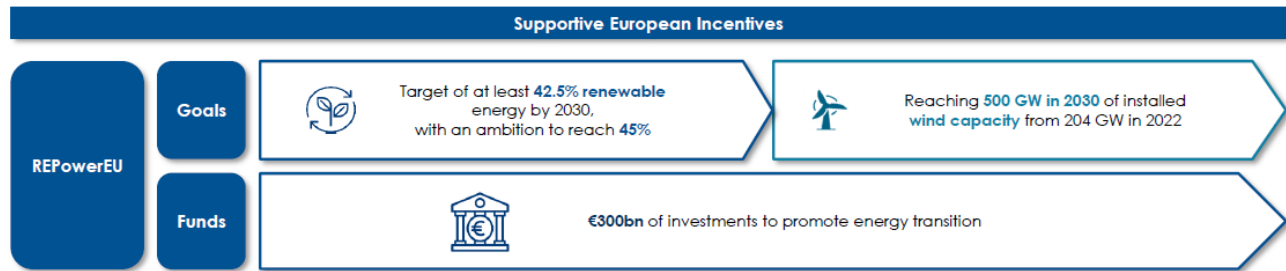 Supportive European Incentives
REPowerEU
Goals
Target of at least 42.5% renewable
energy by 2030,
with an ambition to reach 45%
Reaching 500 GW in 2030 of installed
wind capacity from 204 GW in 2022
Funds
€300bn of investments to promote energy transition